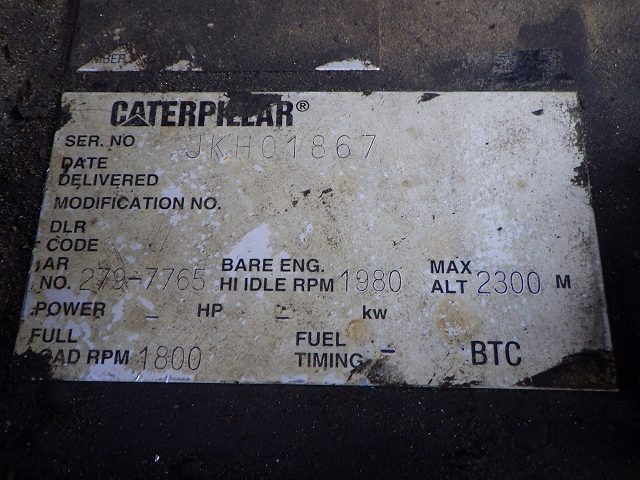 CATERPILLAR®
SER. NO JKH01867
DATE
DELIVERED
MODIFICATION NO.
DLR
CODE
AR BARE ENG. MAX
NO. 279-7765 HI IDLE RPM 1980 ALT 2300 M
POWER – HP – kw
FULL FUEL
OAD RPM 1800 TIMING – BTC